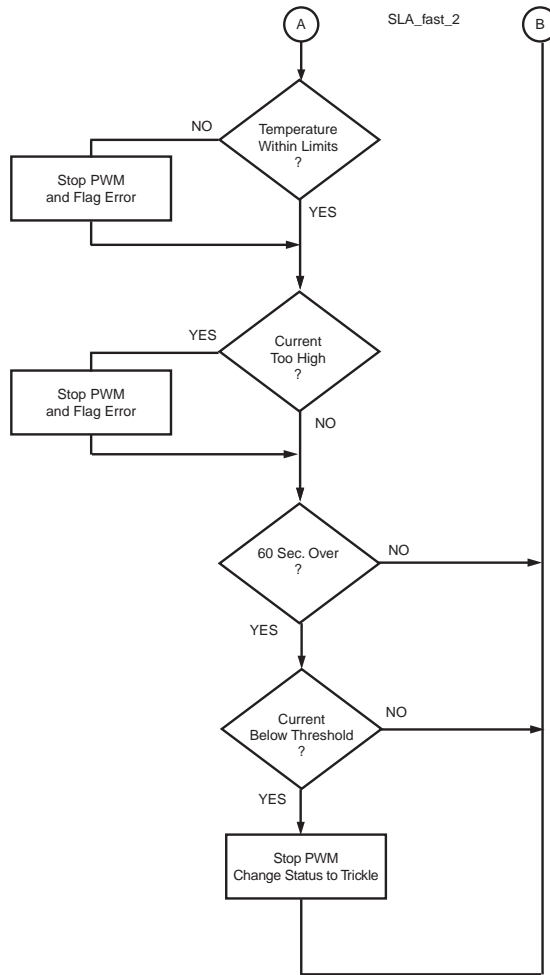 A
SLA_fast_2
B
NO
Temperature
Within Limits
?
Stop PWM
and Flag Error
YES
YES
Current
Too High
?
Stop PWM
and Flag Error
NO
60 Sec. Over
?
NO
YES
Current
Below Threshold
?
NO
YES
Stop PWM
Change Status to Trickle